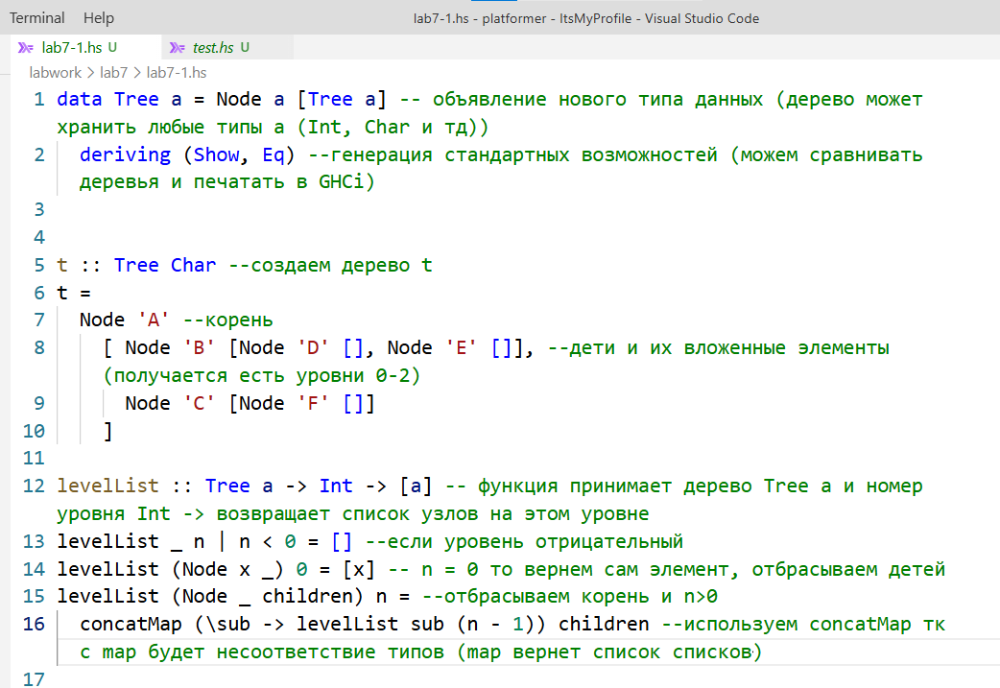 Terminal Help lab7-1.hs - platformer - ItsMyProfile - Visual Studio Code
lab7-1.hs U test.hs U
labwork > lab7 > lab7-1.hs
1 data Tree a = Node a [Tree a] -- объявление нового типа данных (дерево может
хранить любые типы a (Int, Char и тд))
2 deriving (Show, Eq) --генерация стандартных возможностей (можем сравнивать
деревья и печатать в GHCi)
3
4
5 t :: Tree Char --создаем дерево t
6 t =
7 Node 'A' --корень
8 [ Node 'B' [Node 'D' [], Node 'E' []], --дети и их вложенные элементы
(получается есть уровни 0-2)
9 Node 'C' [Node 'F' []]
10 ]
11
12 levelList :: Tree a -> Int -> [a] -- функция принимает дерево Tree a и номер
уровня Int -> возвращает список узлов на этом уровне
13 levelList _ n | n < 0 = [] --если уровень отрицательный
14 levelList (Node x _) 0 = [x] -- n = 0 то вернем сам элемент, отбрасываем детей
15 levelList (Node _ children) n = --отбрасываем корень и n>0
16 concatMap (\sub -> levelList sub (n - 1)) children --используем concatMap тк
с map будет несоответствие типов (map вернет список списков)
17